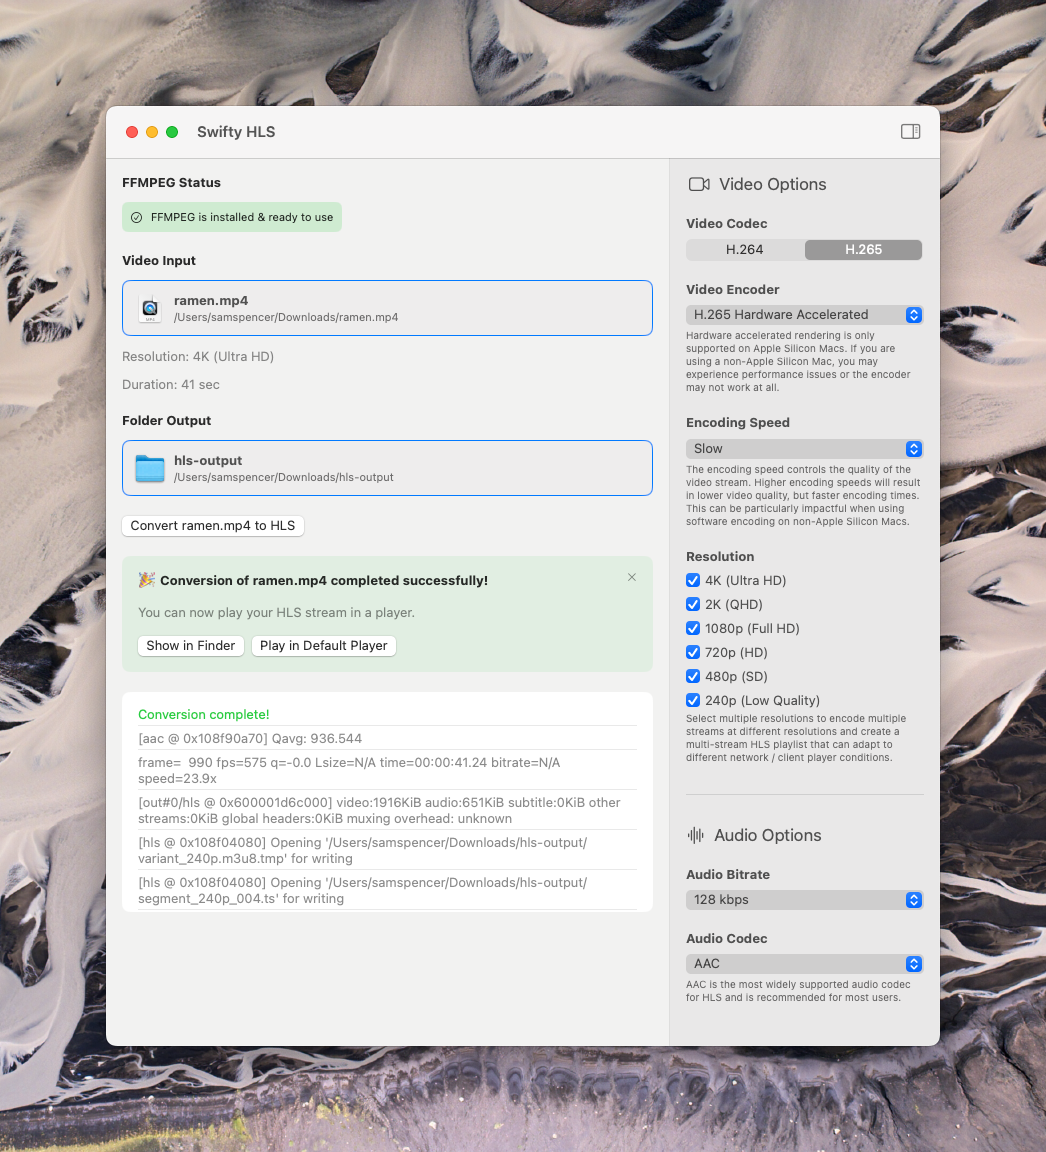 Swifty HLS
FFMPEG Status
FFMPEG is installed & ready to use
Video Input
ramen.mp4
/Users/samspencer/Downloads/ramen.mp4
Resolution: 4K (Ultra HD)
Duration: 41 sec
Folder Output
hls-output
/Users/samspencer/Downloads/hls-output
Convert ramen.mp4 to HLS
🎉 Conversion of ramen.mp4 completed successfully!
You can now play your HLS stream in a player.
Show in Finder
Play in Default Player
Conversion complete!
[aac @ 0x108f90a70] Qavg: 936.544
frame=  990 fps=575 q=-0.0 Lsize=N/A time=00:00:41.24 bitrate=N/A
speed=23.9x
[out#0/hls @ 0x600001d6c000] video:1916KiB audio:651KiB subtitle:0KiB other
streams:0KiB global headers:0KiB muxing overhead: unknown
[hls @ 0x108f04080] Opening '/Users/samspencer/Downloads/hls-output/
variant_240p.m3u8.tmp' for writing
[hls @ 0x108f04080] Opening '/Users/samspencer/Downloads/hls-output/
segment_240p_004.ts' for writing
Video Options
Video Codec
H.264
H.265
Video Encoder
H.265 Hardware Accelerated
Hardware accelerated rendering is only
supported on Apple Silicon Macs. If you are
using a non-Apple Silicon Mac, you may
experience performance issues or the encoder
may not work at all.
Encoding Speed
Slow
The encoding speed controls the quality of the
video stream. Higher encoding speeds will result
in lower video quality, but faster encoding times.
This can be particularly impactful when using
software encoding on non-Apple Silicon Macs.
Resolution
4K (Ultra HD)
2K (QHD)
1080p (Full HD)
720p (HD)
480p (SD)
240p (Low Quality)
Select multiple resolutions to encode multiple
streams at different resolutions and create a
multi-stream HLS playlist that can adapt to
different network / client player conditions.
Audio Options
Audio Bitrate
128 kbps
Audio Codec
AAC
AAC is the most widely supported audio codec
for HLS and is recommended for most users.